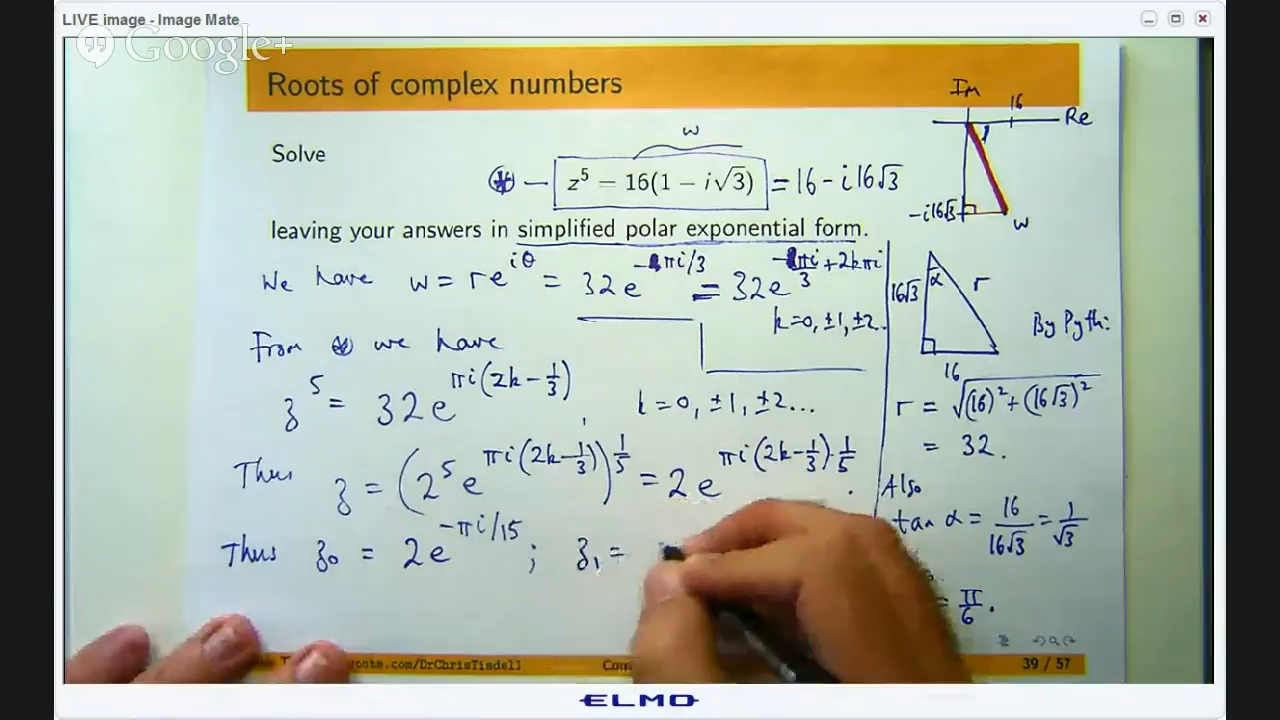 LIVE image - Image Mate
Google+
Roots of complex numbers
Im
16
Re
Solve
w
⊛ — z⁵ = 16(1 − i√3) = 16 - i16√3
-i16√3
w
leaving your answers in simplified polar exponential form.
We have w = re^{iθ} = 32e^{-πi/3} = 32e^{-πi/3 + 2kπi}
k=0, ±1, ±2..
16√3
α
r
16
By Pyth:
From ⊛ we have
z⁵ = 32e^{πi(2k - 1/3)}, k=0, ±1, ±2...
r = √((16)² + (16√3)²)
= 32.
Thus z = (2⁵e^{πi(2k-1/3)})^{1/5} = 2e^{πi(2k-1/3)·1/5}.
Also
tan α = 16/16√3 = 1/√3
Thus z₀ = 2e^{-πi/15} ; z₁ =
= π/6.
.com/DrChrisTisdell
39 / 57
ELMO